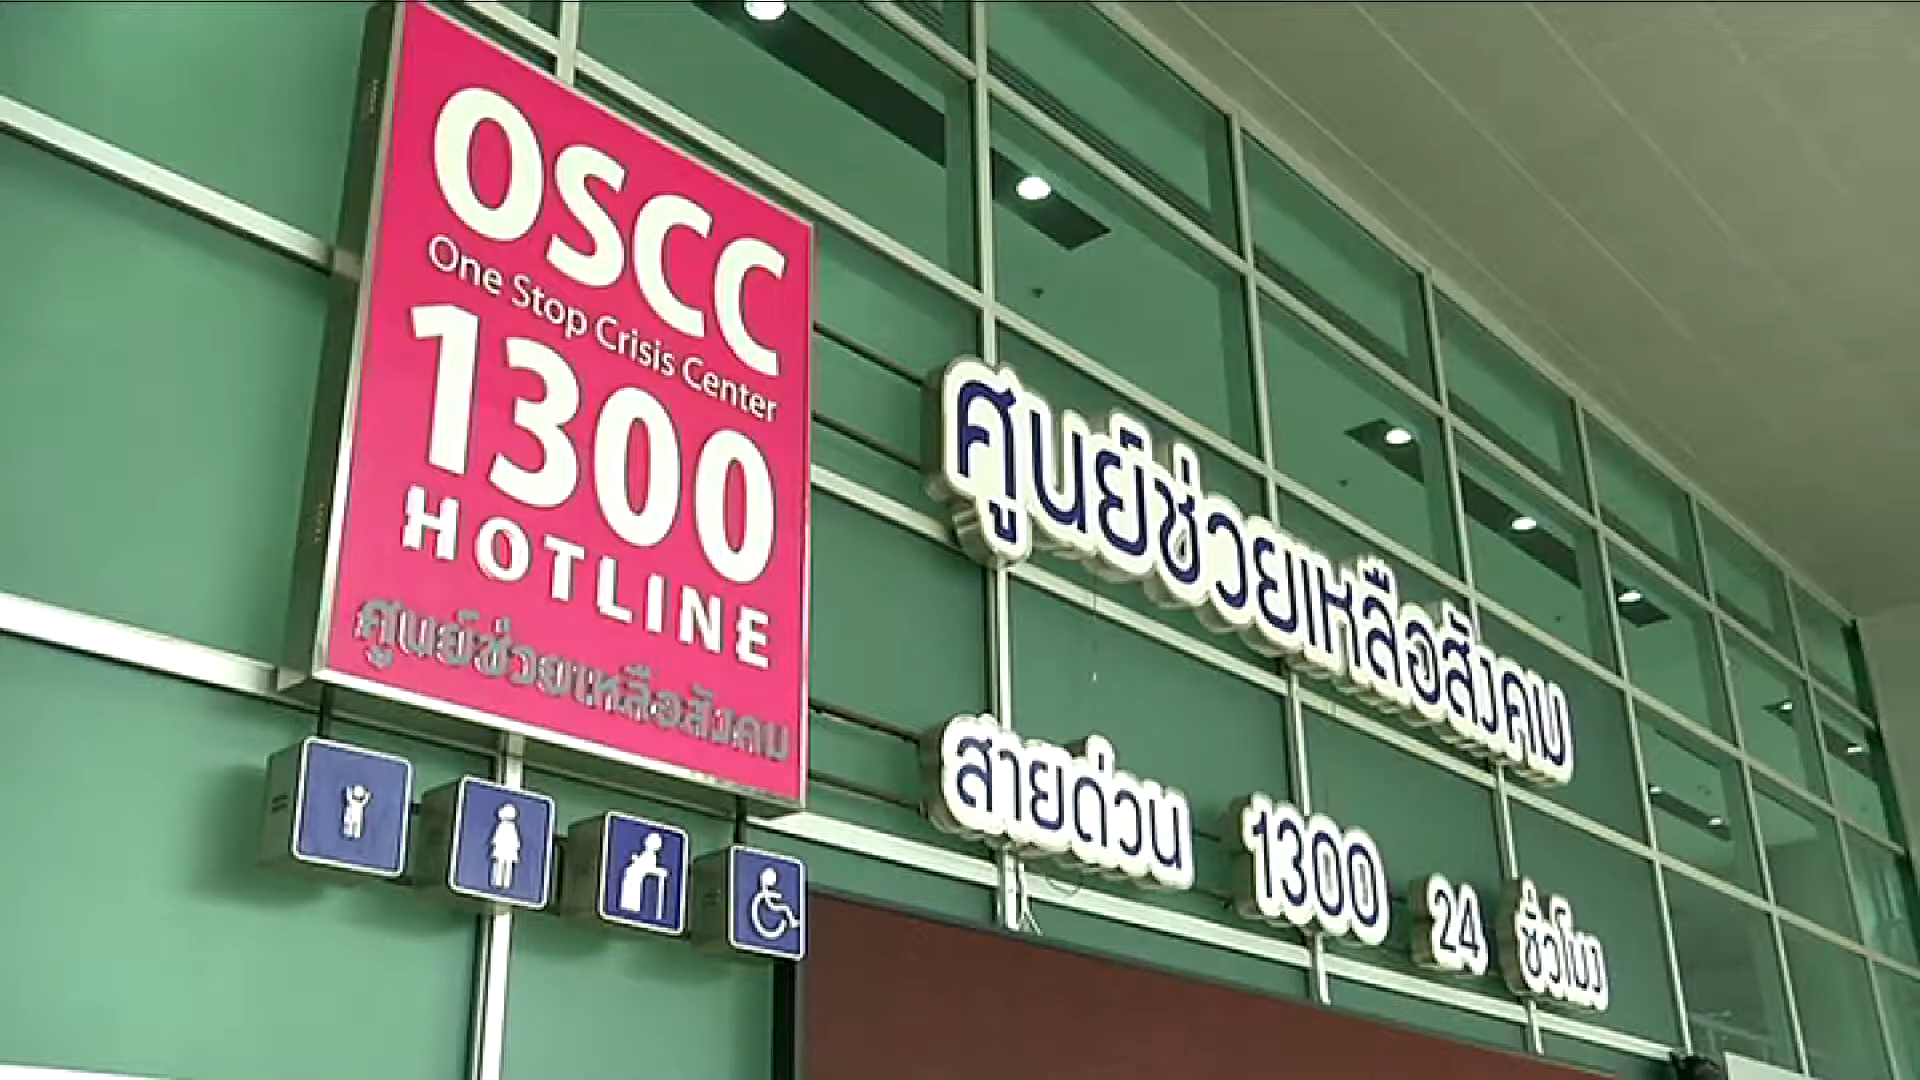 OSCC
One Stop Crisis Center
1300
HOTLINE
ศูนย์ช่วยเหลือสังคม
ศูนย์ช่วยเหลือสังคม
สายด่วน 1300 24 ชั่วโมง